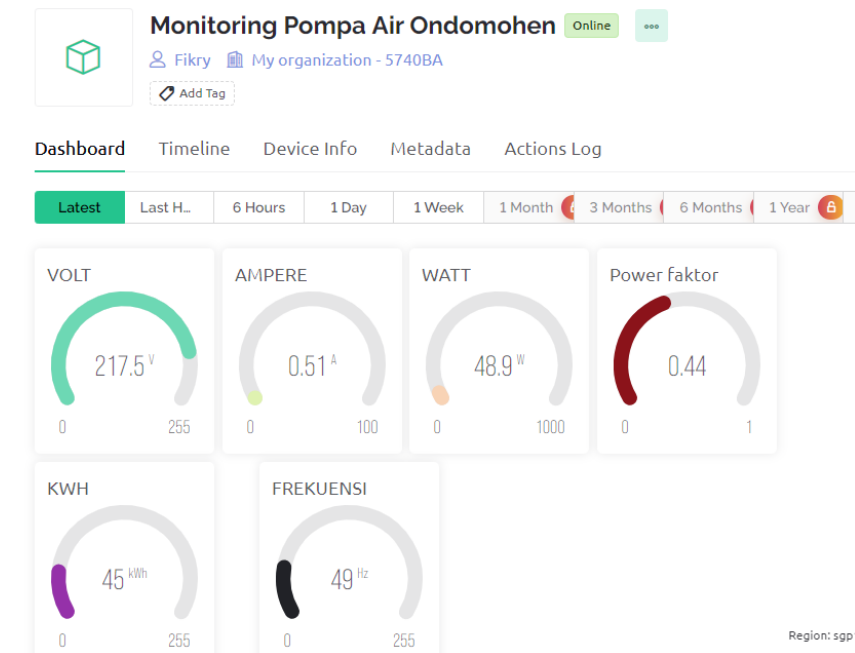 Monitoring Pompa Air Ondomohen Online
Fikry My organization - 5740BA
Add Tag
Dashboard Timeline Device Info Metadata Actions Log
Latest Last H... 6 Hours 1 Day 1 Week 1 Month 3 Months 6 Months 1 Year
VOLT AMPERE WATT Power faktor
217.5 V 0.51 A 48.9 W 0.44
0 255 0 100 0 1000 0 1
KWH FREKUENSI
45 kWh 49 Hz
0 255 0 255
Region: sgp